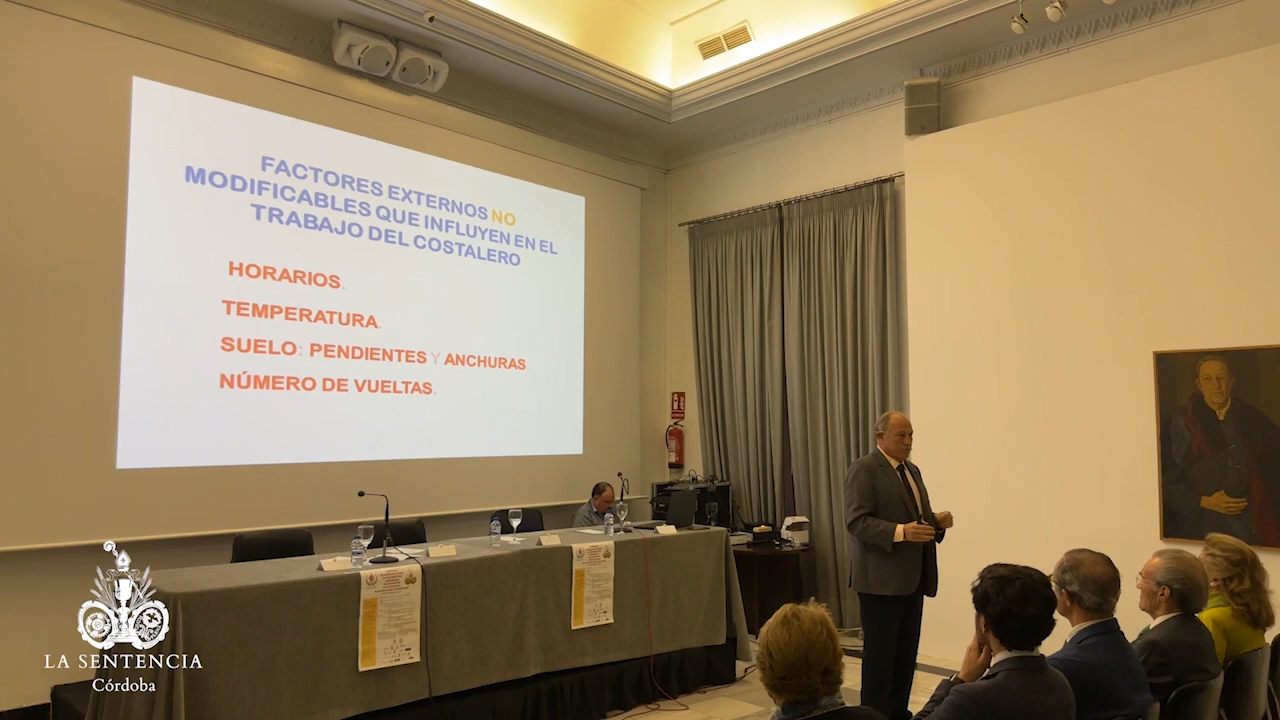 FACTORES EXTERNOS NO
MODIFICABLES QUE INFLUYEN EN EL
TRABAJO DEL COSTALERO
HORARIOS.
TEMPERATURA.
SUELO: PENDIENTES Y ANCHURAS.
NÚMERO DE VUELTAS.
LA SENTENCIA
Córdoba